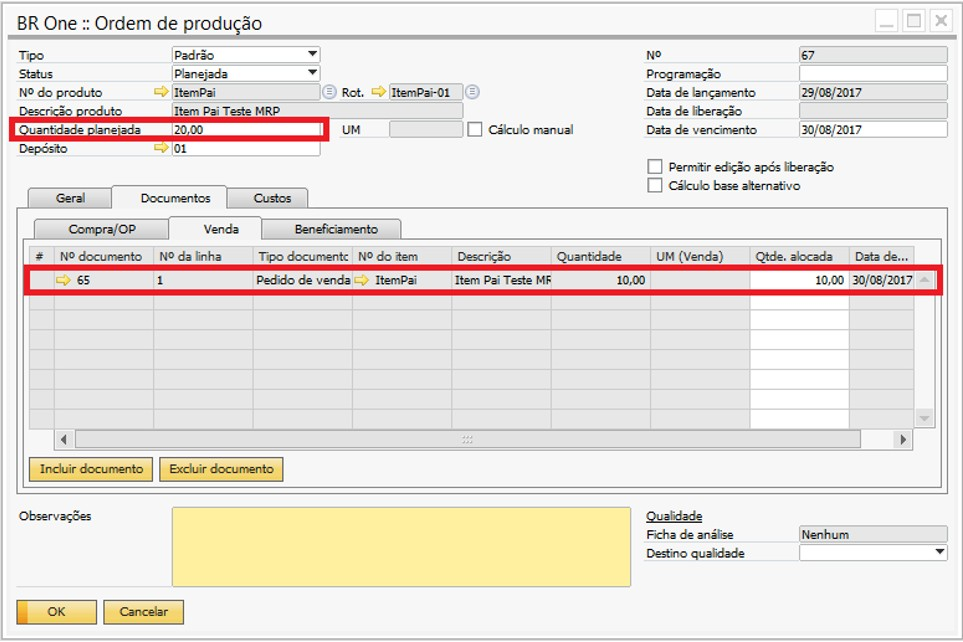 BR One :: Ordem de produção
Tipo Padrão Nº 67
Status Planejada Programação
Nº do produto ItemPai Rot. ItemPai-01 Data de lançamento 29/08/2017
Descrição produto Item Pai Teste MRP Data de liberação
Quantidade planejada 20,00 UM Cálculo manual Data de vencimento 30/08/2017
Depósito 01
Permitir edição após liberação
Cálculo base alternativo
Geral Documentos Custos
Compra/OP Venda Beneficiamento
# Nº documento Nº da linha Tipo documento Nº do item Descrição Quantidade UM (Venda) Qtde. alocada Data de...
65 1 Pedido de venda ItemPai Item Pai Teste MR 10,00 10,00 30/08/2017
Incluir documento Excluir documento
Observações Qualidade
Ficha de análise Nenhum
Destino qualidade
OK Cancelar